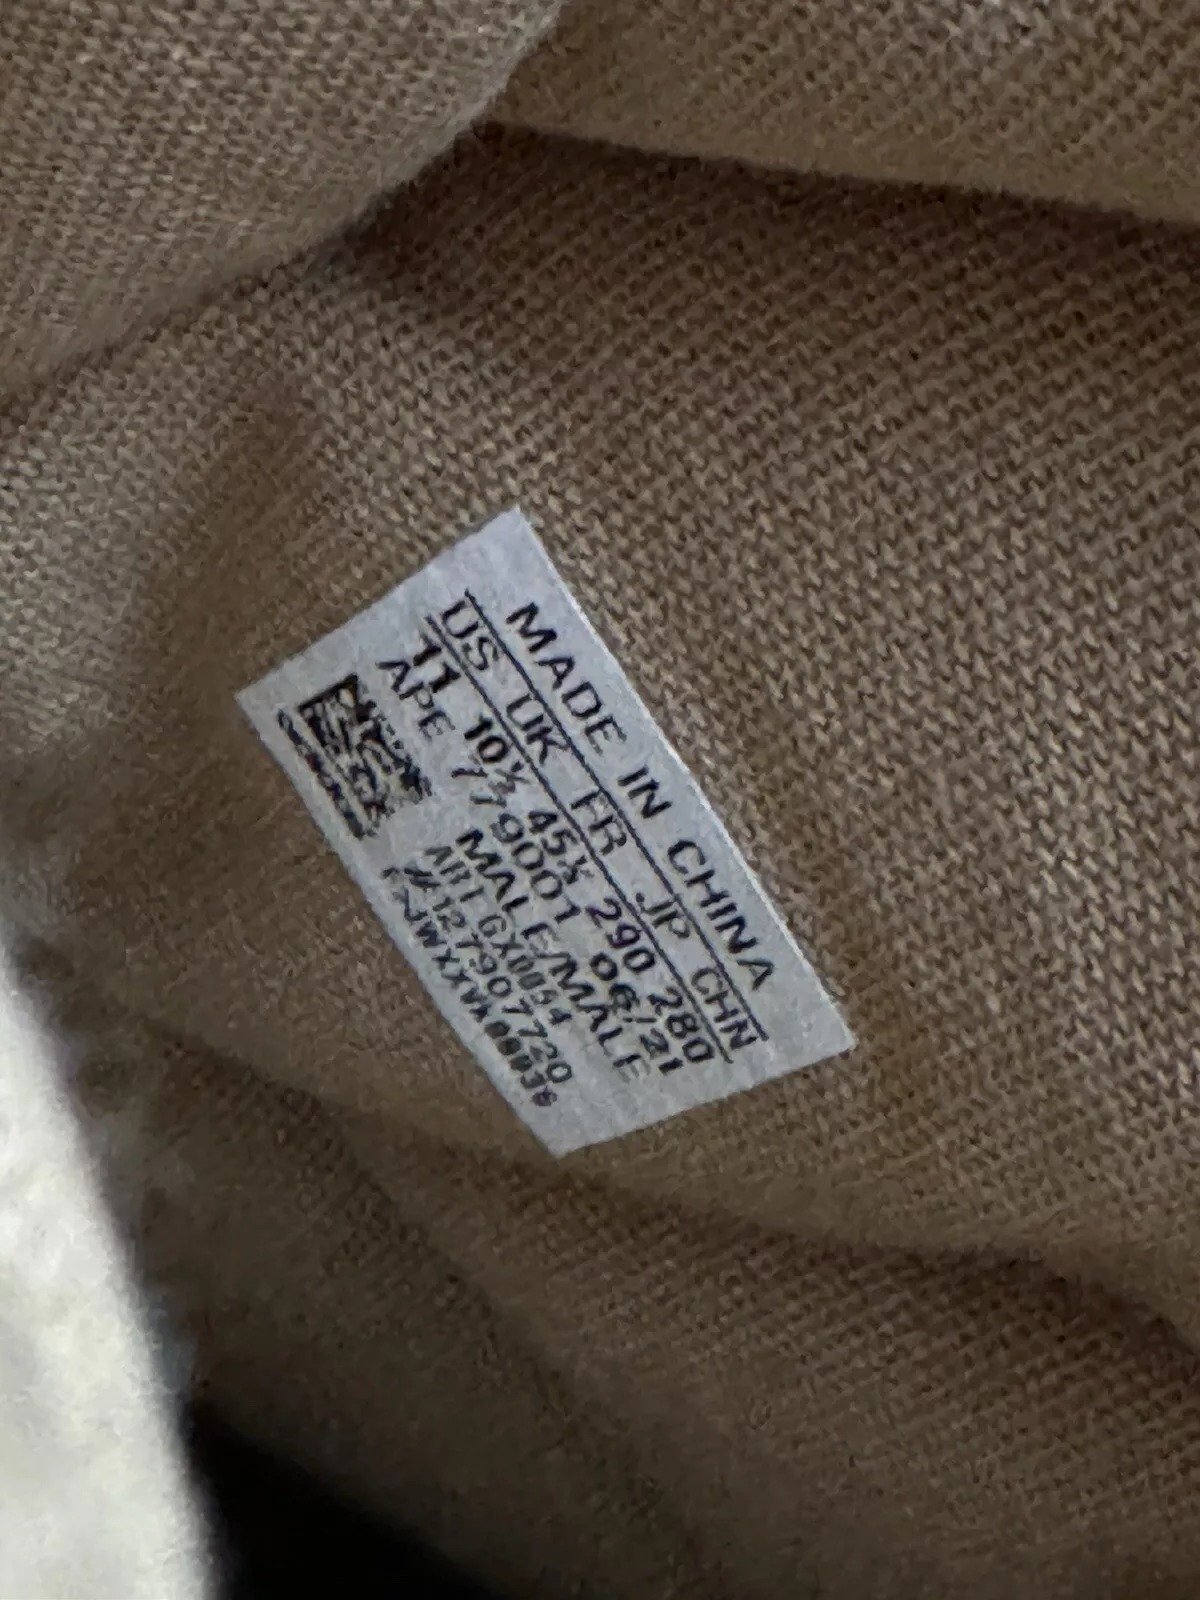 MADE IN CHINA
US UK FR JP CHN
11 10½ 45⅓ 290 280
APE 779001 06/21
MALE/MALE
ART GX0054
#127907720